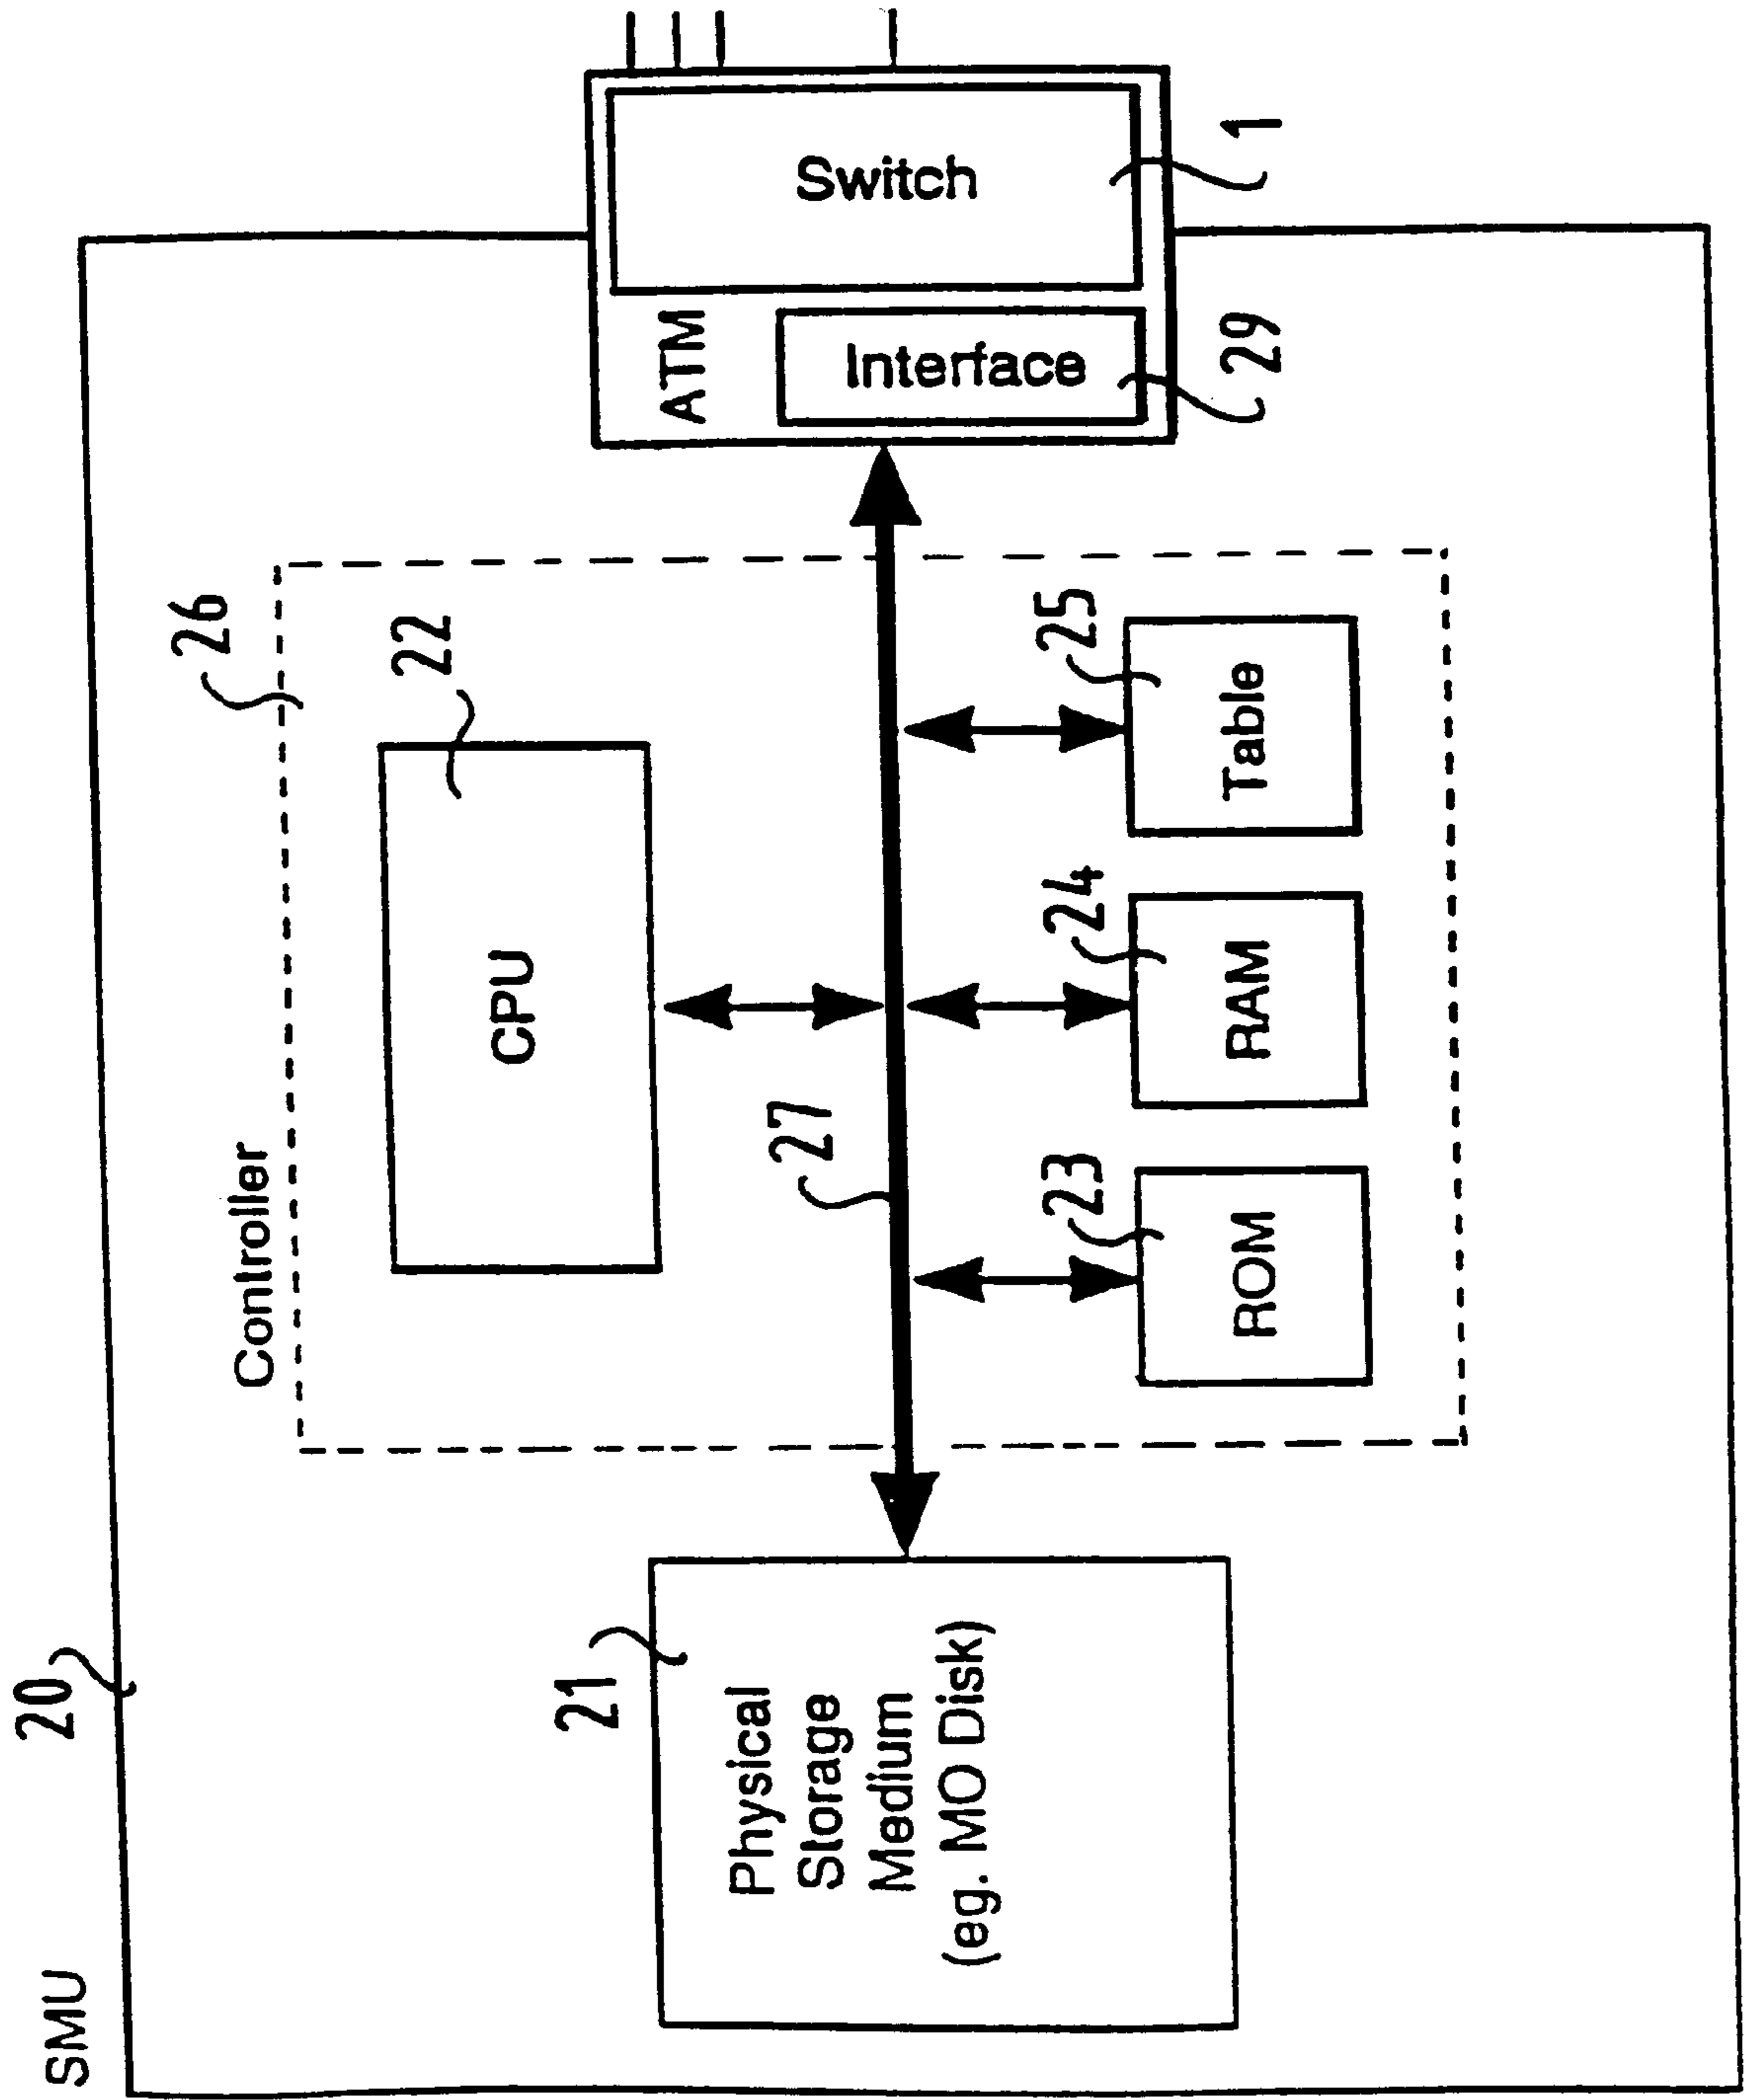 SMU
20
Controller
26
CPU
22
27
21
Physical
Storage
Medium
(eg. MO Disk)
23
ROM
24
RAM
25
Table
ATM
Interface
29
Switch
1